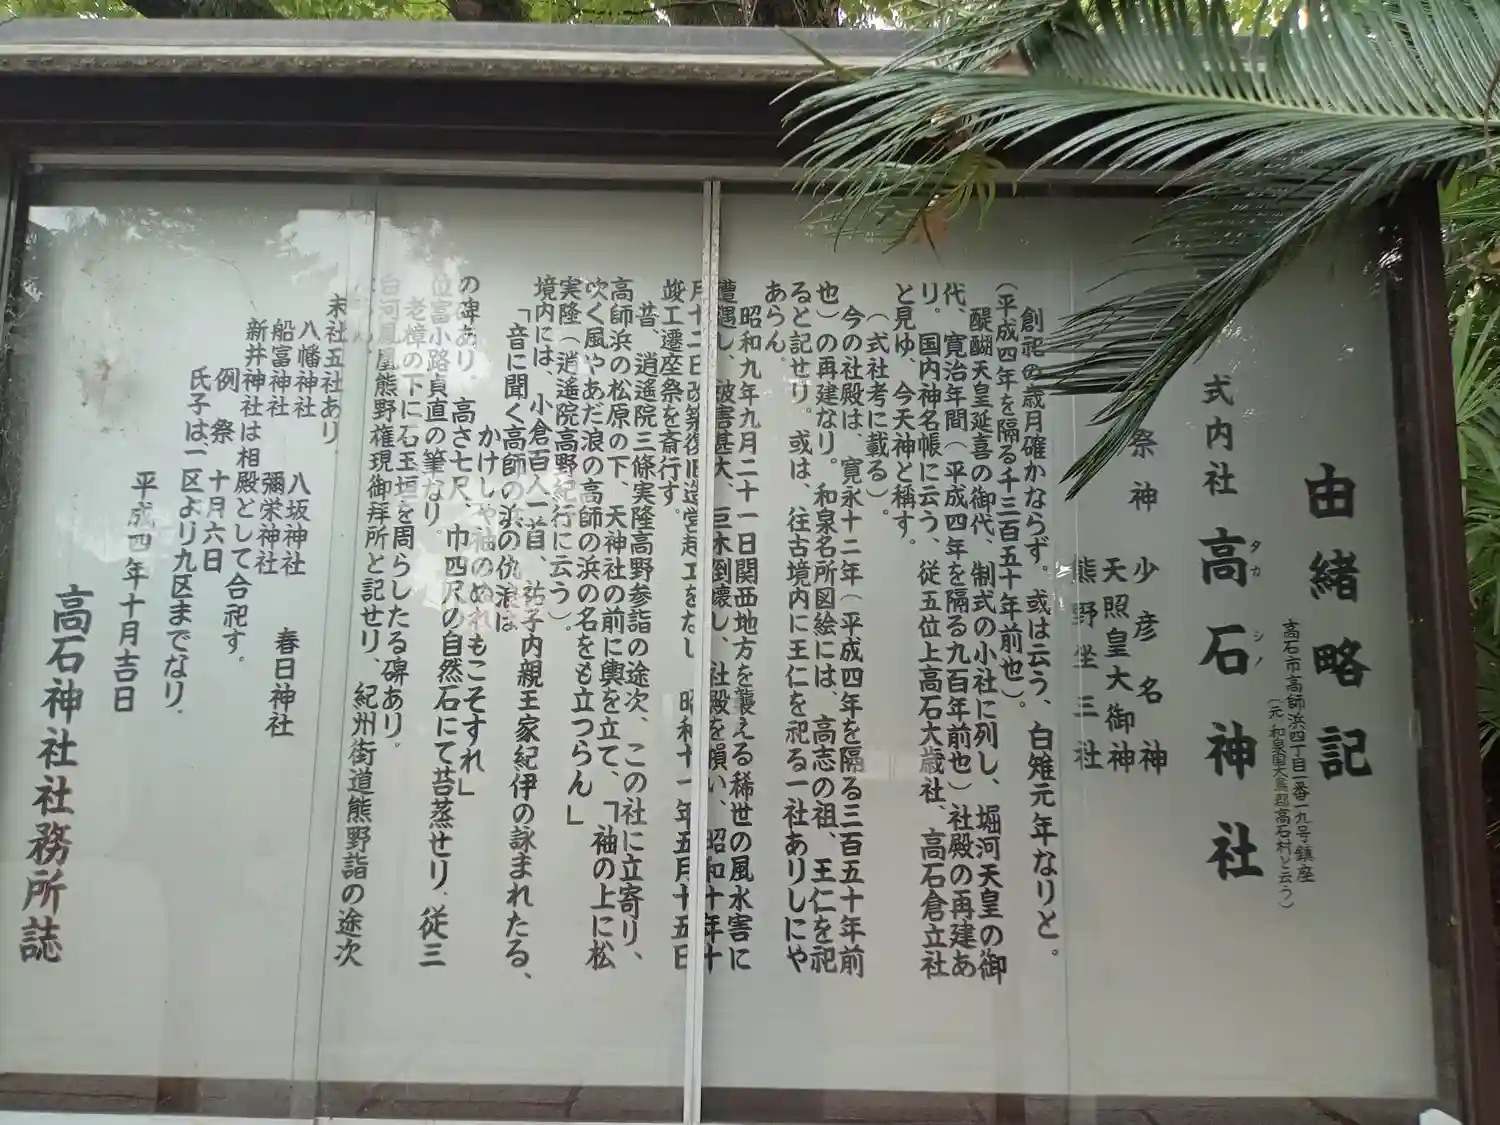 由緒略記
高石市高師浜四丁目一番一九号鎮座
(元和泉国大鳥郡高石村と云う)
式内社 高石神社
タカ シノ
祭神 少彦名神
天照皇大御神
熊野坐三社
創祀の歳月確かならず。或は云う、白雉元年なりと。
(平成四年を隔る千三百五十年前也)。
醍醐天皇延喜の御代、制式の小社に列し、堀河天皇の御
代、寛治年間(平成四年を隔る九百年前也)社殿の再建あ
り。国内神名帳に云う、従五位上高石大歳社、高石倉立社
と見ゆ、今天神と稱す。
(式社考に載る)。
今の社殿は、寛永十二年(平成四年を隔る三百五十年前
也)の再建なり。和泉名所図絵には、高志の祖、王仁を祀
ると記せり。或は、往古境内に王仁を祀る一社ありしにや
あらん。
昭和九年九月二十一日関西地方を襲える稀世の風水害に
遭遇し、被害甚大、巨木倒壊し、社殿を損い、昭和十年十
月十二日改築復旧造営起工をなし 昭和十一年五月十五日
竣工遷座祭を斎行す。
昔、逍遥院三條実隆高野参詣の途次、この社に立寄り、
高師浜の松原の下、天神社の前に輿を立て、「袖の上に松
吹く風やあだ浪の高師の浜の名をも立つらん」
実隆(逍遥院高野紀行に云う)。
境内には、小倉百人一首、祐子内親王家紀伊の詠まれたる、
「音に聞く高師の浜の仇浪は
かけしや袖のぬれもこそすれ」
の碑あり。高さ七尺、巾四尺の自然石にて苔蒸せり、従三
位富小路貞直の筆なり。
老樟の下に石玉垣を周らしたる碑あり。
白河鳳凰熊野権現御拜所と記せり、紀州街道熊野詣の途次
末社五社あり
八幡神社 八坂神社 春日神社
船富神社 彌栄神社
新井神社は相殿として合祀す。
例祭 十月六日
氏子は、一区より九区までなり。
平成四年十月吉日
高石神社社務所誌